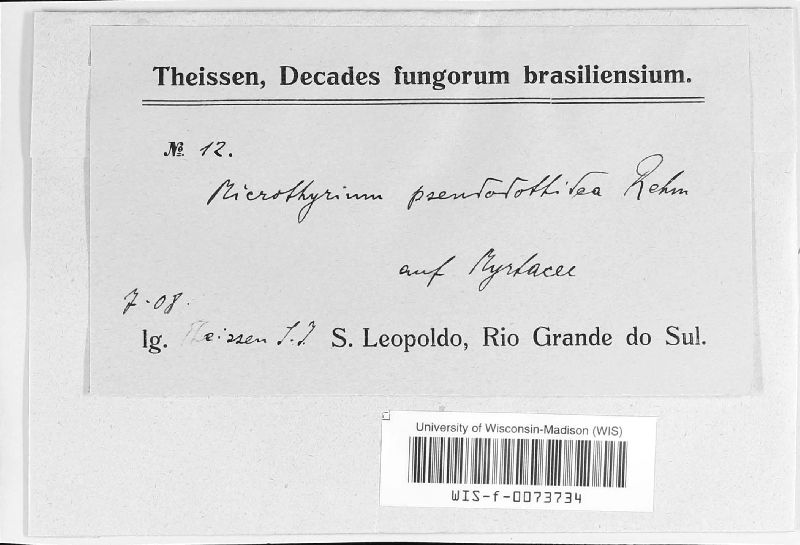 Theissen, Decades fungorum brasiliensium.
№ 12.
Microthyrium pseudodothidea Rehm
auf Myrtacee
7-08.
lg. Theissen S.J. S. Leopoldo, Rio Grande do Sul.
University of Wisconsin-Madison (WIS)
WIS-f-0073734